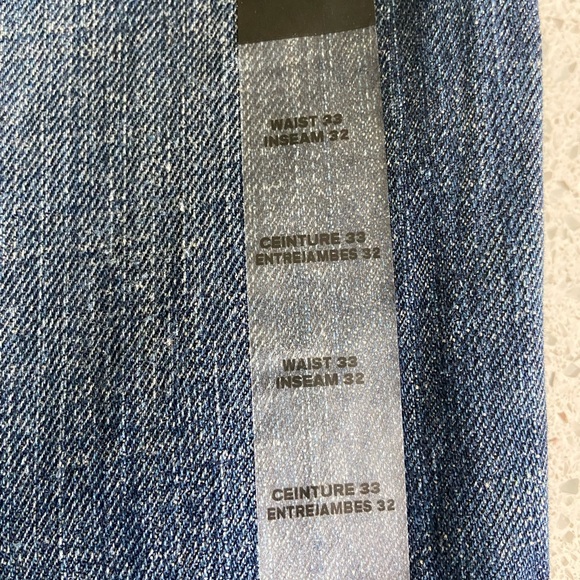 WAIST 33
INSEAM 32
CEINTURE 33
ENTREJAMBES 32
WAIST 33
INSEAM 32
CEINTURE 33
ENTREJAMBES 32